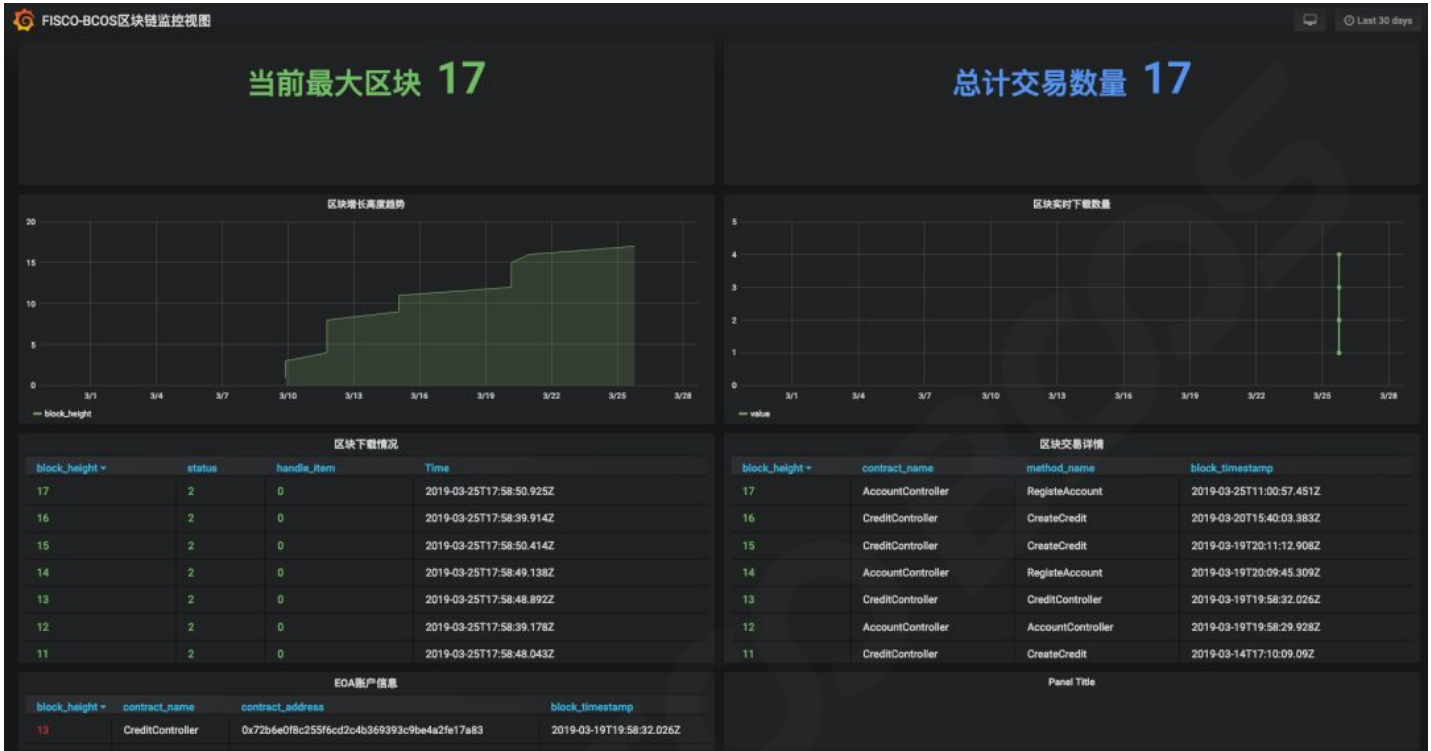 FISCO-BCOS区块链监控视图
Last 30 days
当前最大区块 17
总计交易数量 17
区块增长高度趋势
20
15
10
5
0
3/1 3/4 3/7 3/10 3/13 3/16 3/19 3/22 3/25 3/28
block_height
区块实时下载数量
5
4
3
2
1
0
3/1 3/4 3/7 3/10 3/13 3/16 3/19 3/22 3/25 3/28
value
区块下载情况
block_height status handle_item Time
17 2 0 2019-03-25T17:58:50.925Z
16 2 0 2019-03-25T17:58:39.914Z
15 2 0 2019-03-25T17:58:50.414Z
14 2 0 2019-03-25T17:58:49.138Z
13 2 0 2019-03-25T17:58:48.892Z
12 2 0 2019-03-25T17:58:39.178Z
11 2 0 2019-03-25T17:58:48.043Z
区块交易详情
block_height contract_name method_name block_timestamp
17 AccountController RegisteAccount 2019-03-25T11:00:57.451Z
16 CreditController CreateCredit 2019-03-20T15:40:03.383Z
15 CreditController CreateCredit 2019-03-19T20:11:12.908Z
14 AccountController RegisteAccount 2019-03-19T20:09:45.309Z
13 CreditController CreditController 2019-03-19T19:58:32.026Z
12 AccountController AccountController 2019-03-19T19:58:29.928Z
11 CreditController CreateCredit 2019-03-14T17:10:09.09Z
EOA账户信息
block_height contract_name contract_address block_timestamp
13 CreditController 0x72b6e0f8c255f6cd2c4b369393c9be4a2fe17a83 2019-03-19T19:58:32.026Z
Panel Title